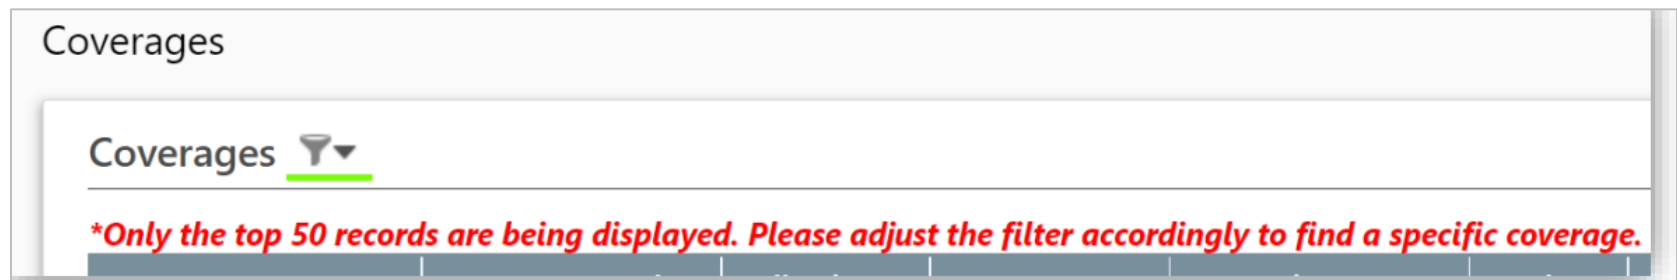 Coverages
Coverages
*Only the top 50 records are being displayed. Please adjust the filter accordingly to find a specific coverage.